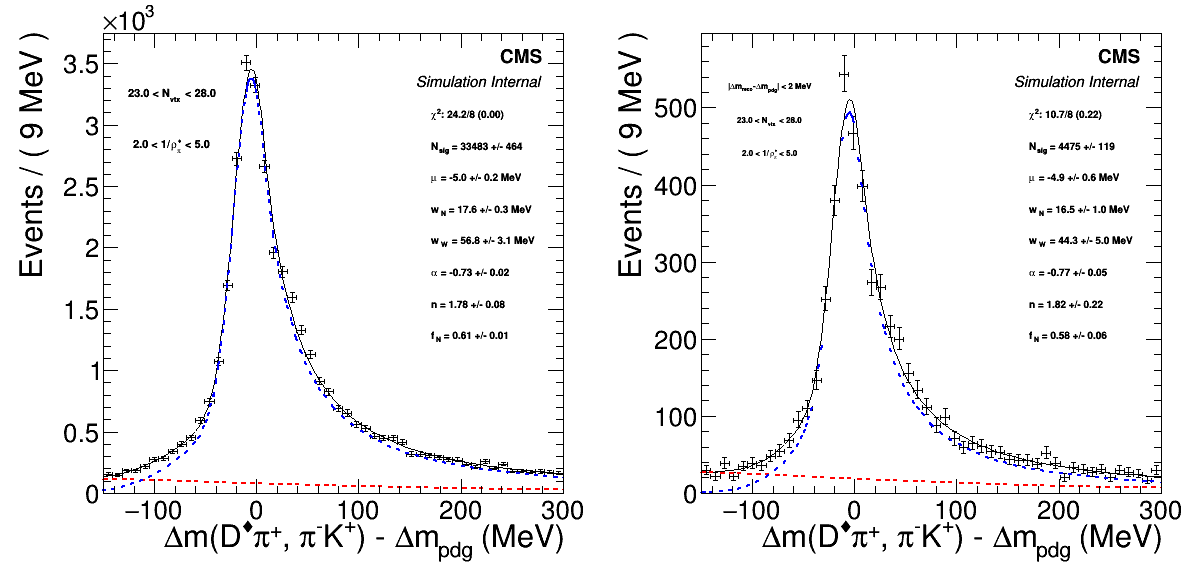 ×10³
CMS
Simulation Internal
23.0 < N_vtx < 28.0
2.0 < 1/ρ_π^♦ < 5.0
χ²: 24.2/8 (0.00)
N_sig = 33483 +/- 464
μ = -5.0 +/- 0.2 MeV
w_N = 17.6 +/- 0.3 MeV
w_W = 56.8 +/- 3.1 MeV
α = -0.73 +/- 0.02
n = 1.78 +/- 0.08
f_N = 0.61 +/- 0.01
Events / ( 9 MeV )
3.5
3
2.5
2
1.5
1
0.5
0
−100 0 100 200 300
Δm(D^♦π⁺, π⁻K⁺) - Δm_pdg (MeV)
CMS
Simulation Internal
|Δm_reco-Δm_pdg| < 2 MeV
23.0 < N_vtx < 28.0
2.0 < 1/ρ_π^♦ < 5.0
χ²: 10.7/8 (0.22)
N_sig = 4475 +/- 119
μ = -4.9 +/- 0.6 MeV
w_N = 16.5 +/- 1.0 MeV
w_W = 44.3 +/- 5.0 MeV
α = -0.77 +/- 0.05
n = 1.82 +/- 0.22
f_N = 0.58 +/- 0.06
Events / ( 9 MeV )
500
400
300
200
100
0
−100 0 100 200 300
Δm(D^♦π⁺, π⁻K⁺) - Δm_pdg (MeV)